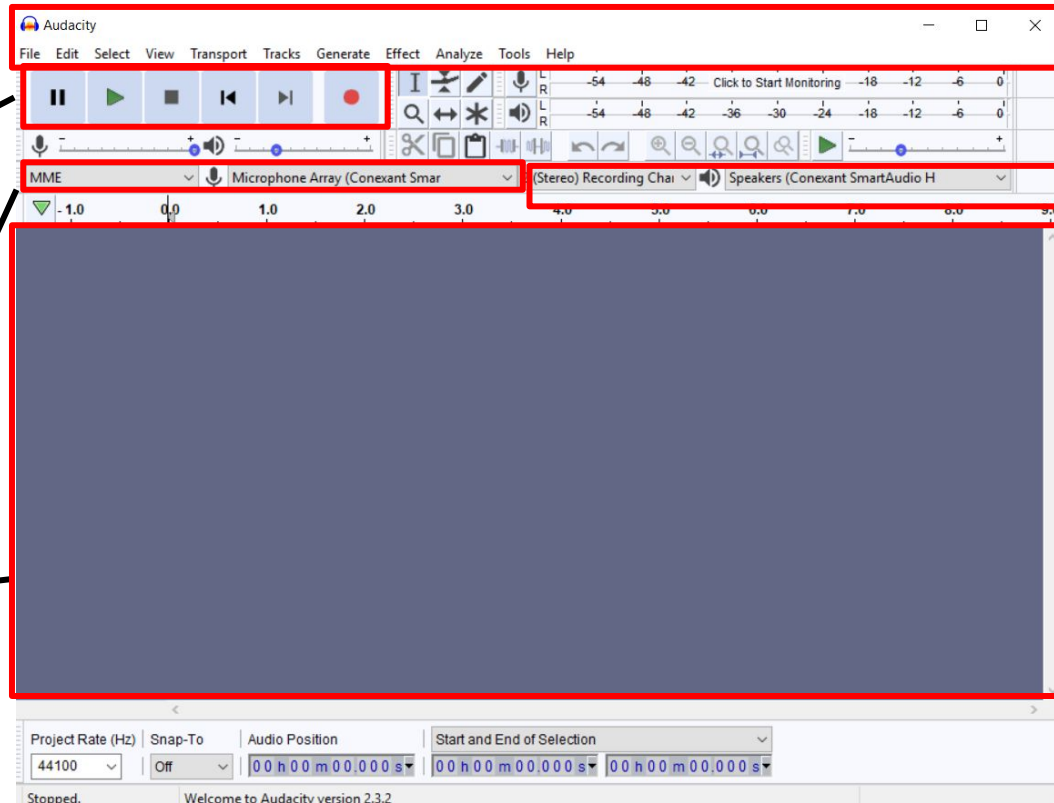 Audacity
File Edit Select View Transport Tracks Generate Effect Analyze Tools Help
L R -54 -48 -42 Click to Start Monitoring -18 -12 -6 0
L R -54 -48 -42 -36 -30 -24 -18 -12 -6 0
- + - + - +
MME Microphone Array (Conexant Smar (Stereo) Recording Chai Speakers (Conexant SmartAudio H
- 1.0 0.0 1.0 2.0 3.0 4.0 5.0 6.0 7.0 8.0 9.0
Project Rate (Hz) Snap-To Audio Position Start and End of Selection
44100 Off 00 h 00 m 00.000 s 00 h 00 m 00.000 s 00 h 00 m 00.000 s
Stopped. Welcome to Audacity version 2.3.2